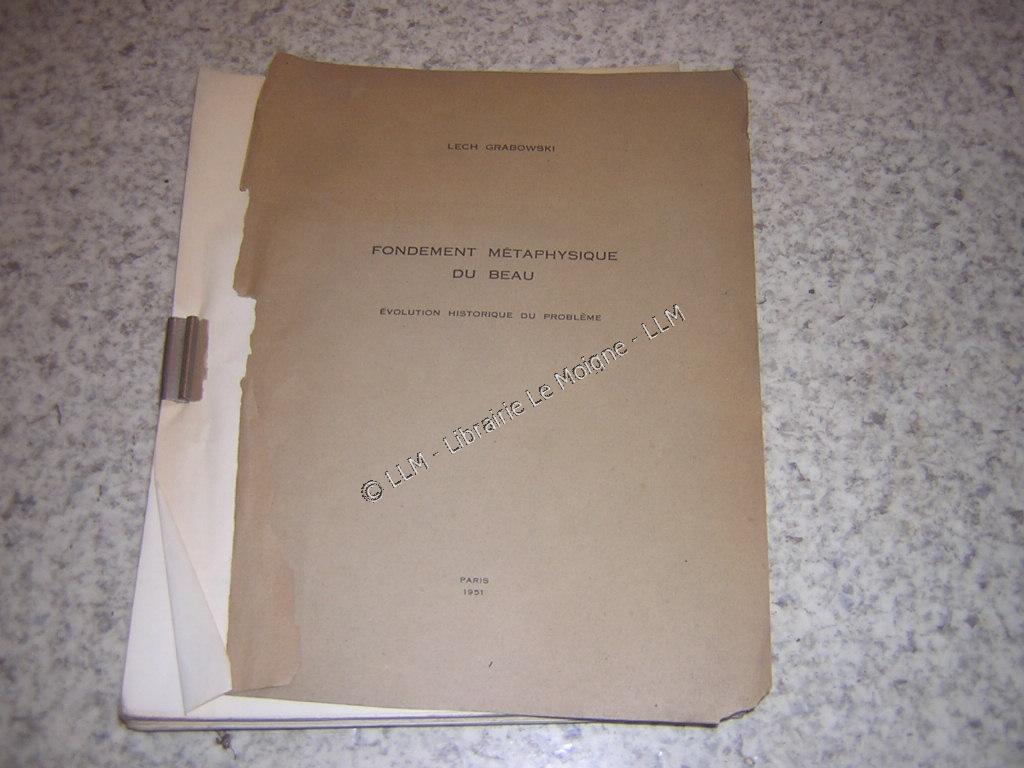 LECH GRABOWSKI
FONDEMENT MÉTAPHYSIQUE
DU BEAU
ÉVOLUTION HISTORIQUE DU PROBLÈME
© LLM - Librairie Le Moigne - LLM
PARIS
1951